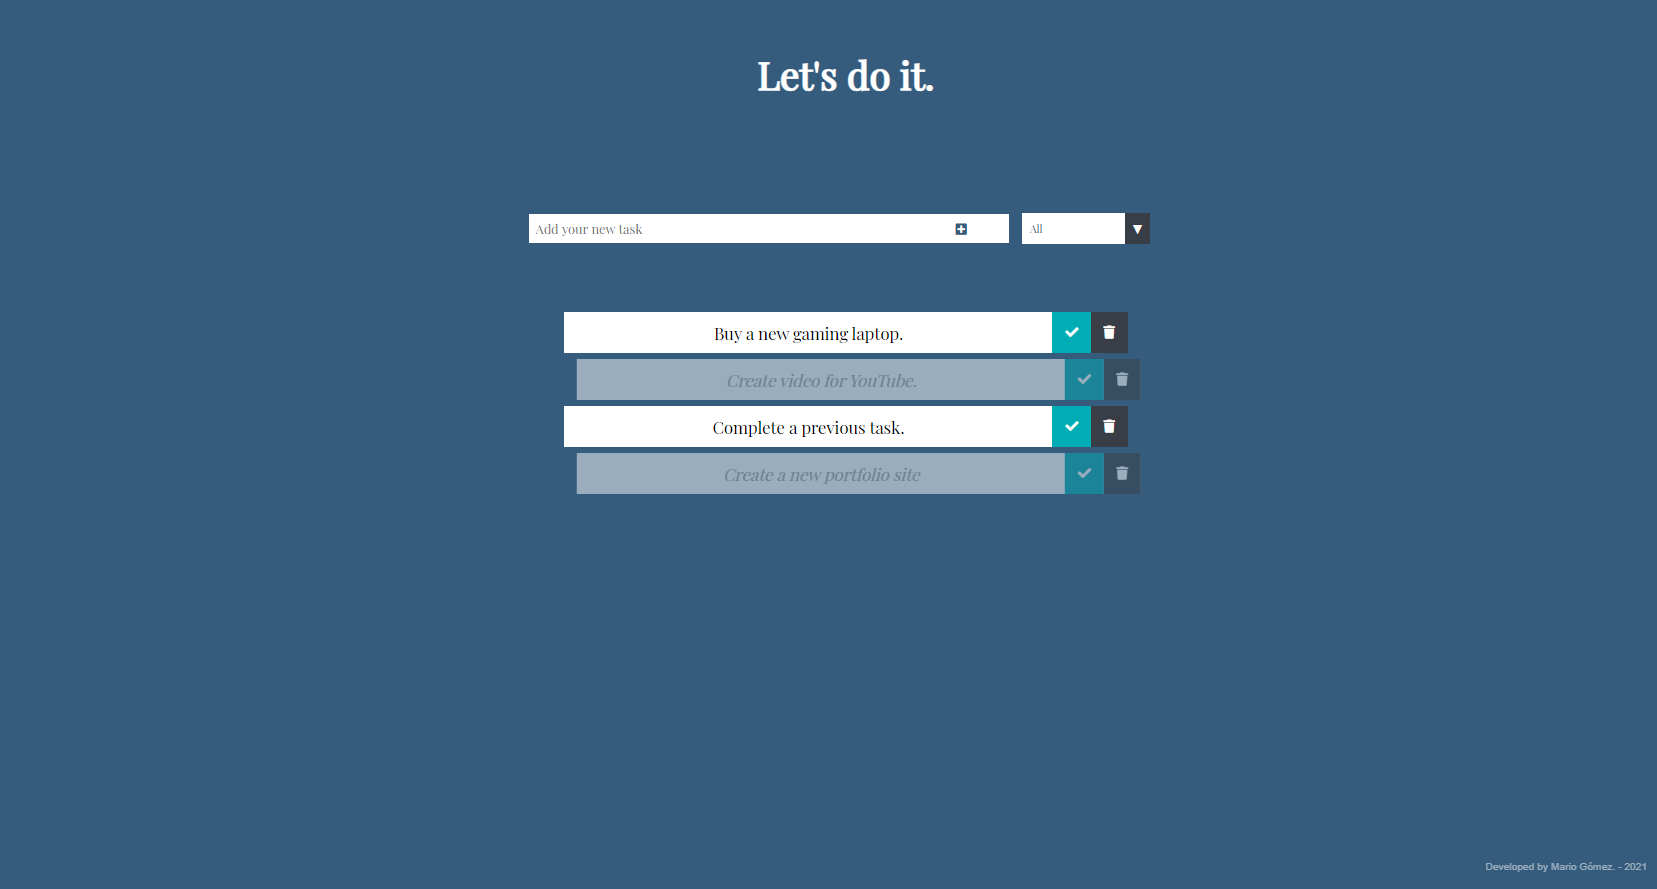 Let's do it.
Add your new task
All
Buy a new gaming laptop.
Create video for YouTube.
Complete a previous task.
Create a new portfolio site
Developed by Mario Gómez. - 2021